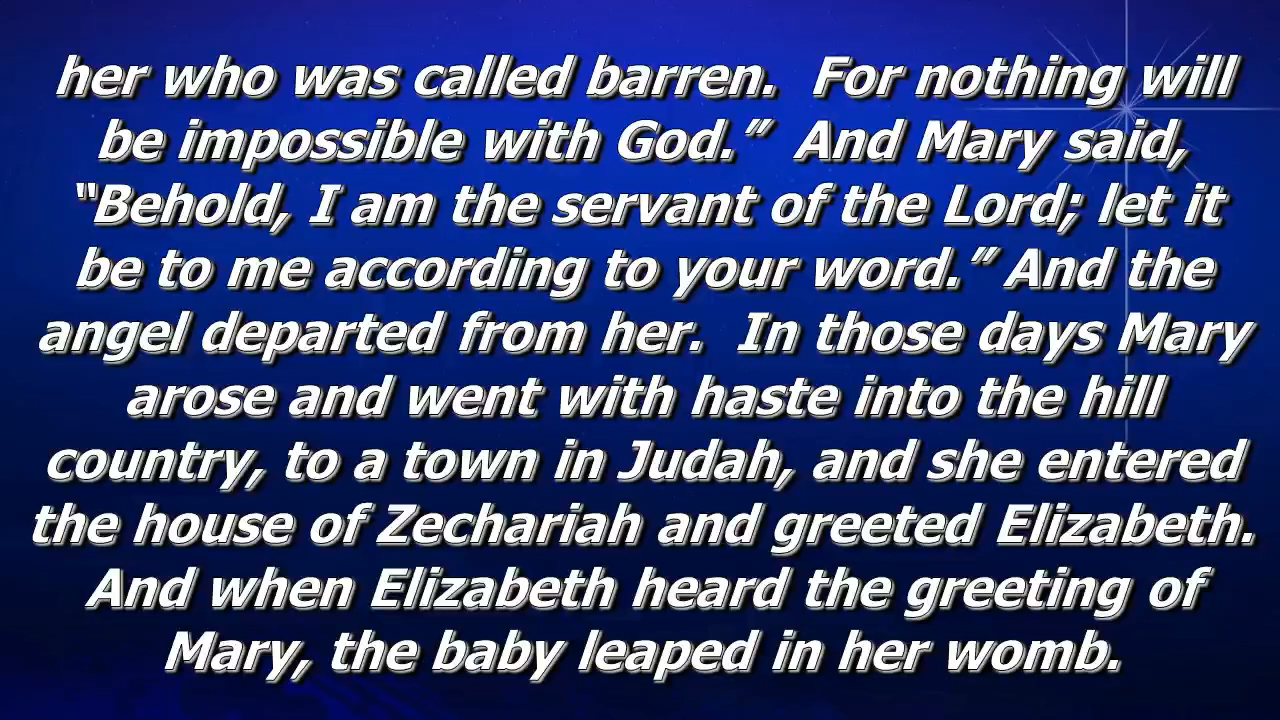 her who was called barren.  For nothing will
be impossible with God.”  And Mary said,
“Behold, I am the servant of the Lord; let it
be to me according to your word.” And the
angel departed from her.  In those days Mary
arose and went with haste into the hill
country, to a town in Judah, and she entered
the house of Zechariah and greeted Elizabeth.
And when Elizabeth heard the greeting of
Mary, the baby leaped in her womb.